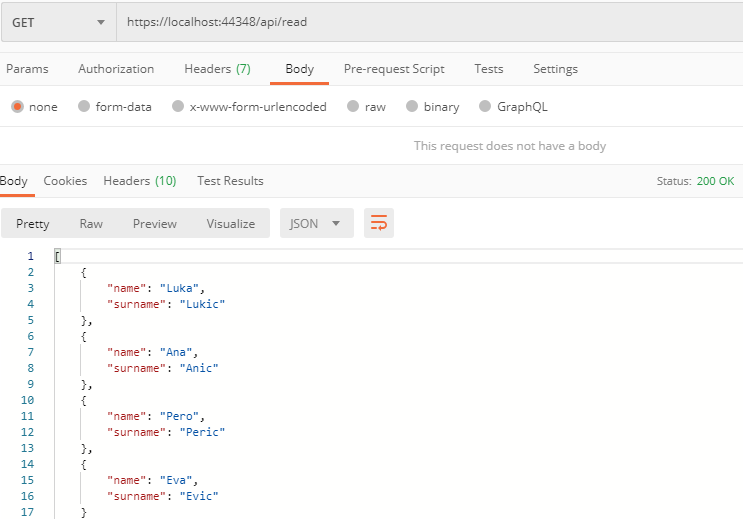 GET https://localhost:44348/api/read
Params Authorization Headers (7) Body Pre-request Script Tests Settings
none form-data x-www-form-urlencoded raw binary GraphQL
This request does not have a body
Body Cookies Headers (10) Test Results Status: 200 OK
Pretty Raw Preview Visualize JSON
1 [
2 {
3 "name": "Luka",
4 "surname": "Lukic"
5 },
6 {
7 "name": "Ana",
8 "surname": "Anic"
9 },
10 {
11 "name": "Pero",
12 "surname": "Peric"
13 },
14 {
15 "name": "Eva",
16 "surname": "Evic"
17 }